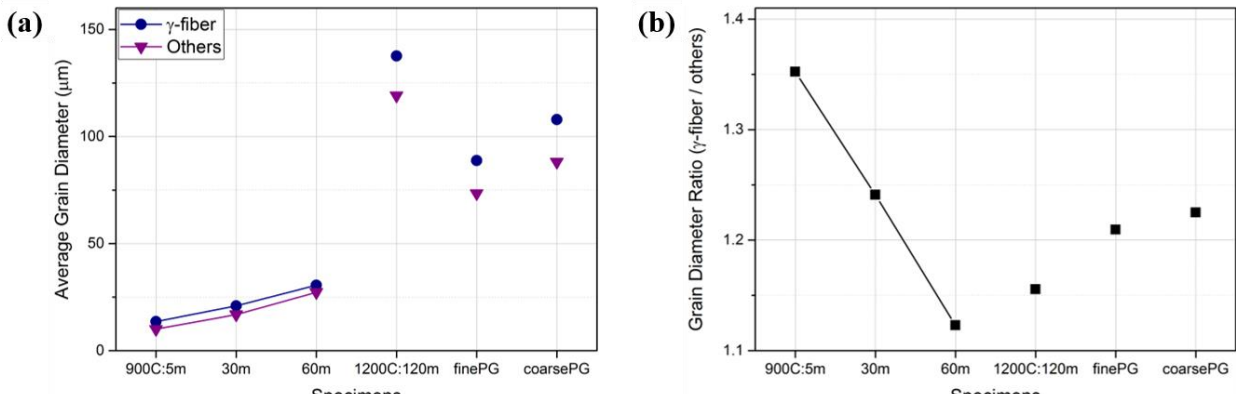 (a)
γ-fiber
Others
Average Grain Diameter (μm)
150
100
50
0
900C:5m 30m 60m 1200C:120m finePG coarsePG
Specimens
(b)
Grain Diameter Ratio (γ-fiber / others)
1.4
1.3
1.2
1.1
900C:5m 30m 60m 1200C:120m finePG coarsePG
Specimens